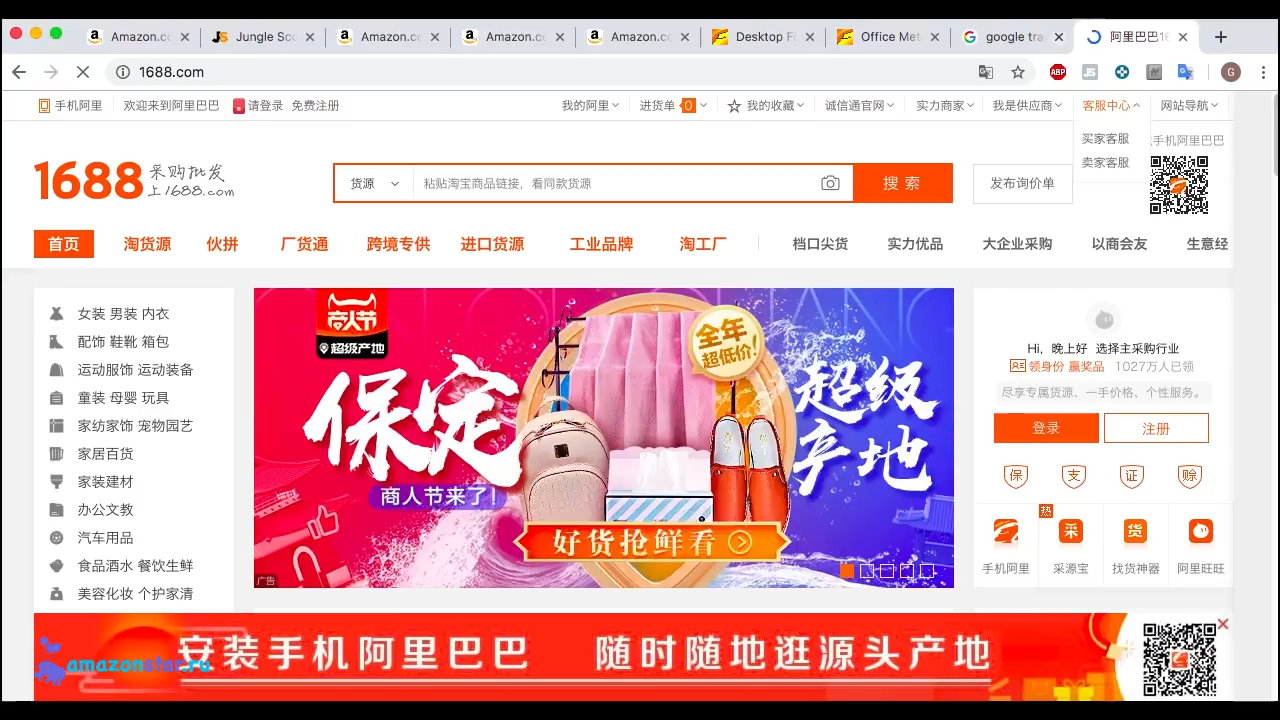 Amazon.c
Jungle Sc
Amazon.c
Amazon.c
Amazon.c
Desktop F
Office Met
google tra
阿里巴巴16
1688.com
ABP
JS
G
手机阿里
欢迎来到阿里巴巴
请登录
免费注册
我的阿里
进货单 0
我的收藏
诚信通官网
实力商家
我是供应商
客服中心
网站导航
买家客服
卖家客服
手机阿里巴巴
1688 采购批发
上1688.com
货源
粘贴淘宝商品链接，看同款货源
搜 索
发布询价单
首页
淘货源
伙拼
厂货通
跨境专供
进口货源
工业品牌
淘工厂
档口尖货
实力优品
大企业采购
以商会友
生意经
女装 男装 内衣
配饰 鞋靴 箱包
运动服饰 运动装备
童装 母婴 玩具
家纺家饰 宠物园艺
家居百货
家装建材
办公文教
汽车用品
食品酒水 餐饮生鲜
美容化妆 个护家清
商人节
超级产地
保定
商人节来了!
全年
超低价!
超级
产地
好货抢鲜看
广告
Hi，晚上好 选择主采购行业
领身份 赢奖品 1027万人已领
尽享专属货源、一手价格、个性服务。
登录
注册
保
支
证
赊
热
采
货
手机阿里
采源宝
找货神器
阿里旺旺
安装手机阿里巴巴 随时随地逛源头产地
amazonstar.ru